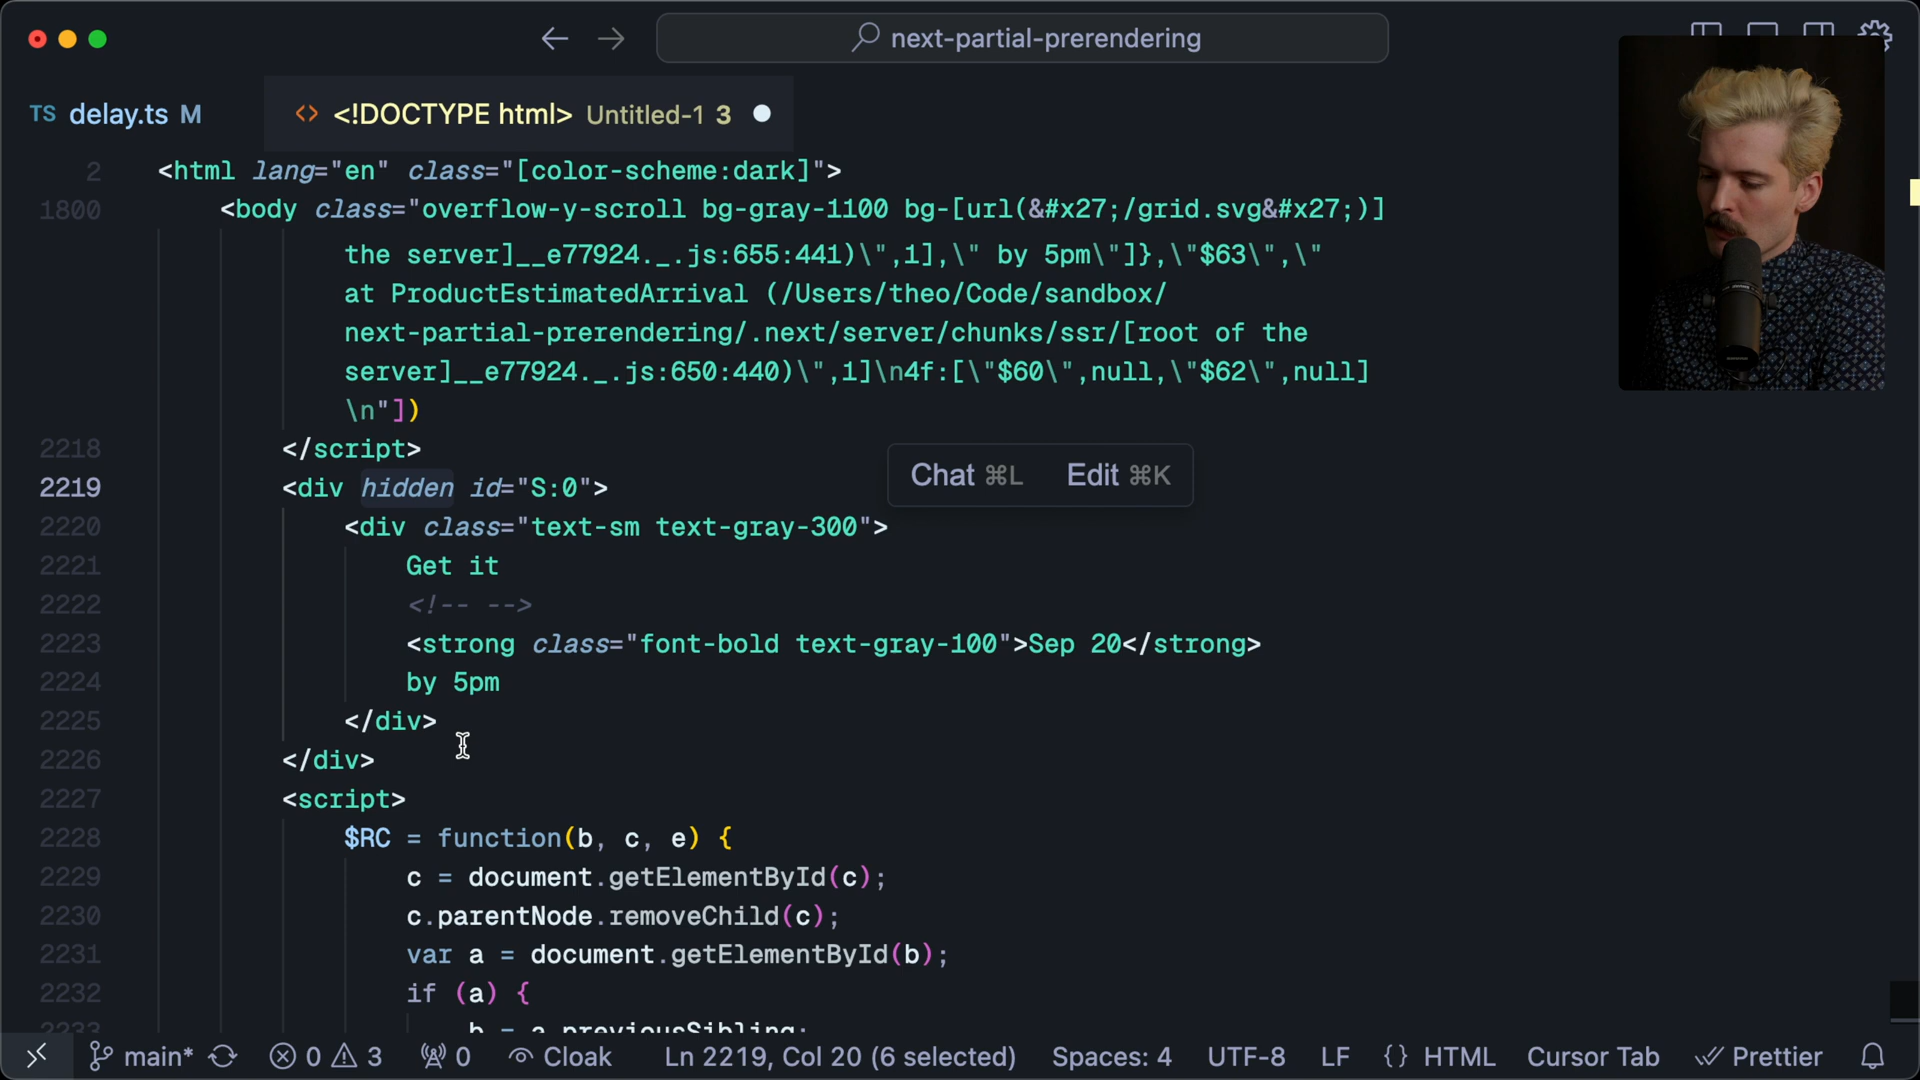 next-partial-prerendering
TS delay.ts M
<> <!DOCTYPE html> Untitled-1 3
2 <html lang="en" class="[color-scheme:dark]">
1800 <body class="overflow-y-scroll bg-gray-1100 bg-[url(&#x27;/grid.svg&#x27;)]
the server]__e77924._.js:655:441)\",1],\" by 5pm\"]},\"$63\",\"
at ProductEstimatedArrival (/Users/theo/Code/sandbox/
next-partial-prerendering/.next/server/chunks/ssr/[root of the
server]__e77924._.js:650:440)\",1]\n4f:[\"$60\",null,\"$62\",null]
\n"])
2218 </script>
2219 <div hidden id="S:0">
Chat ⌘L Edit ⌘K
2220 <div class="text-sm text-gray-300">
2221 Get it
2222 <!-- -->
2223 <strong class="font-bold text-gray-100">Sep 20</strong>
2224 by 5pm
2225 </div>
2226 </div>
2227 <script>
2228 $RC = function(b, c, e) {
2229 c = document.getElementById(c);
2230 c.parentNode.removeChild(c);
2231 var a = document.getElementById(b);
2232 if (a) {
2233 b = a.previousSibling;
main* 0 3 0 Cloak Ln 2219, Col 20 (6 selected) Spaces: 4 UTF-8 LF {} HTML Cursor Tab Prettier